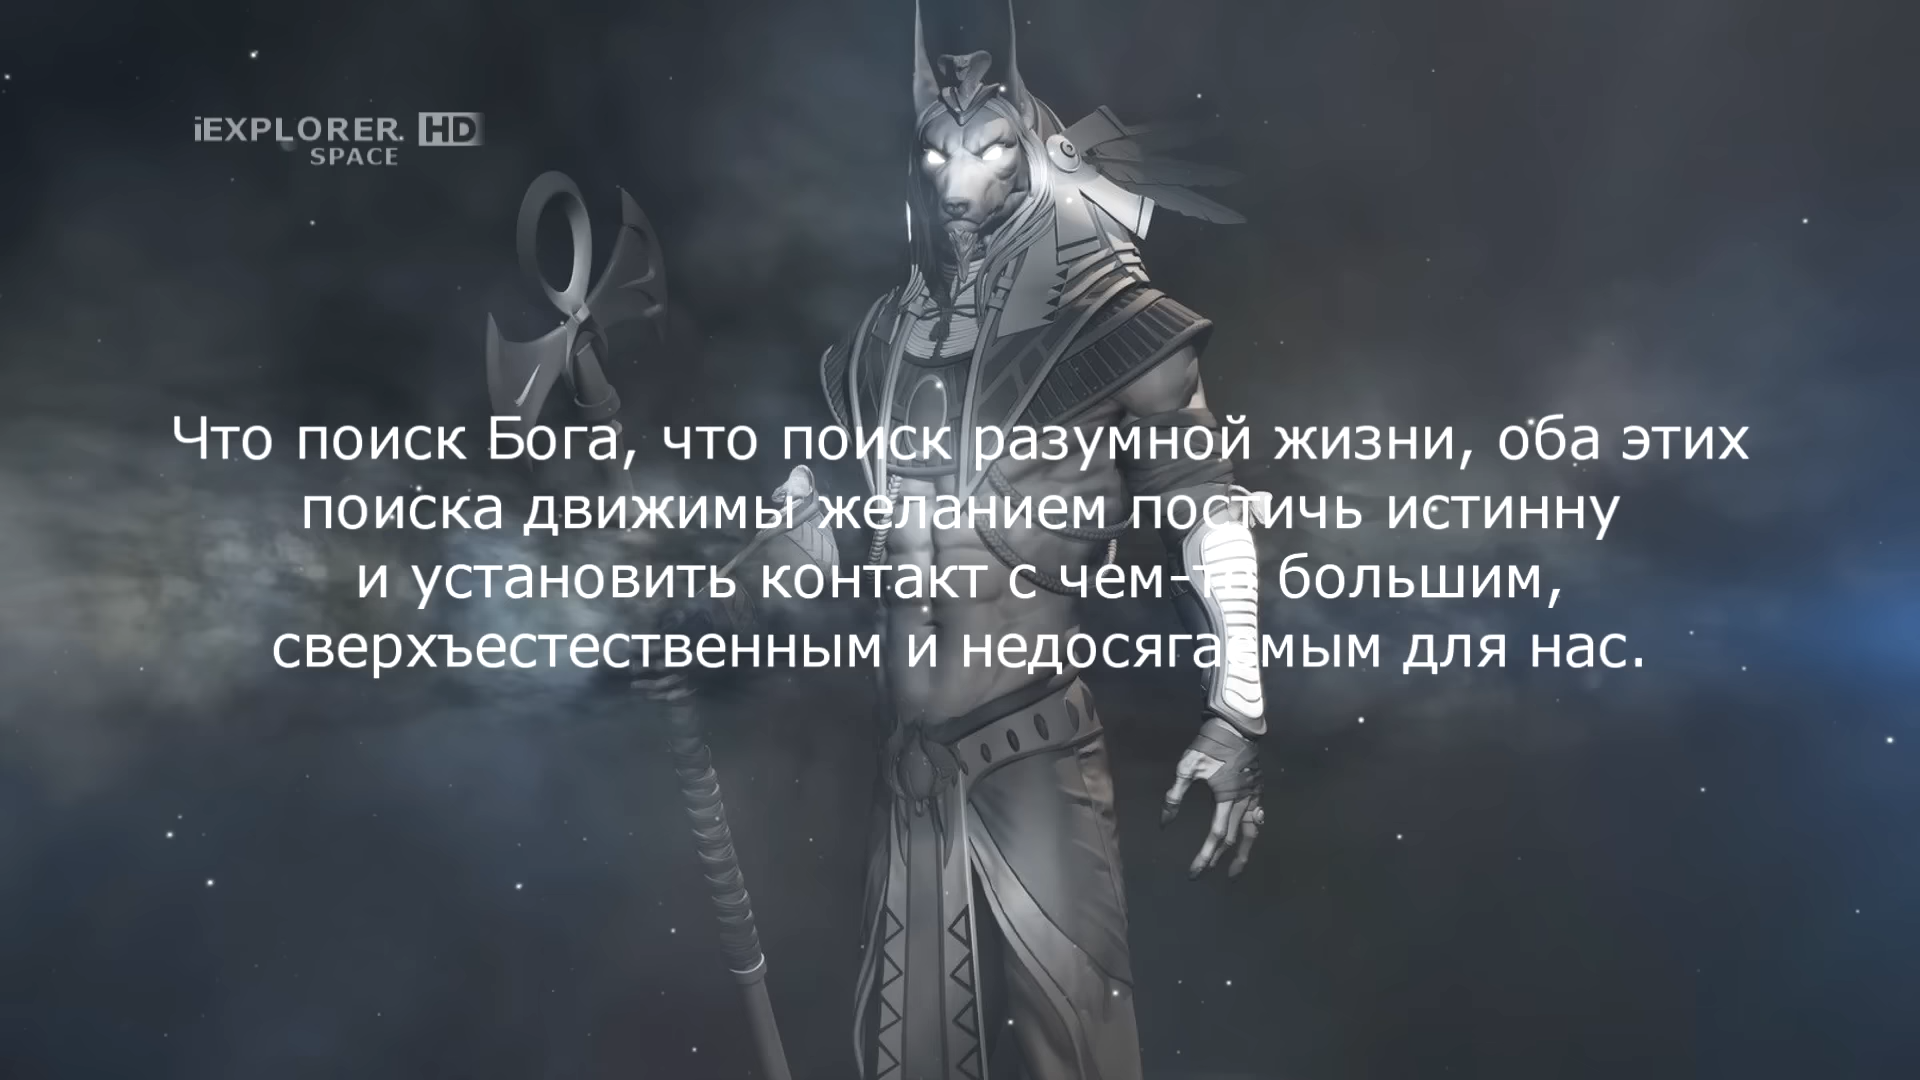 iEXPLORER HD
SPACE
Что поиск Бога, что поиск разумной жизни, оба этих
поиска движимы желанием постичь истинну
и установить контакт с чем-то большим,
сверхъестественным и недосягаемым для нас.